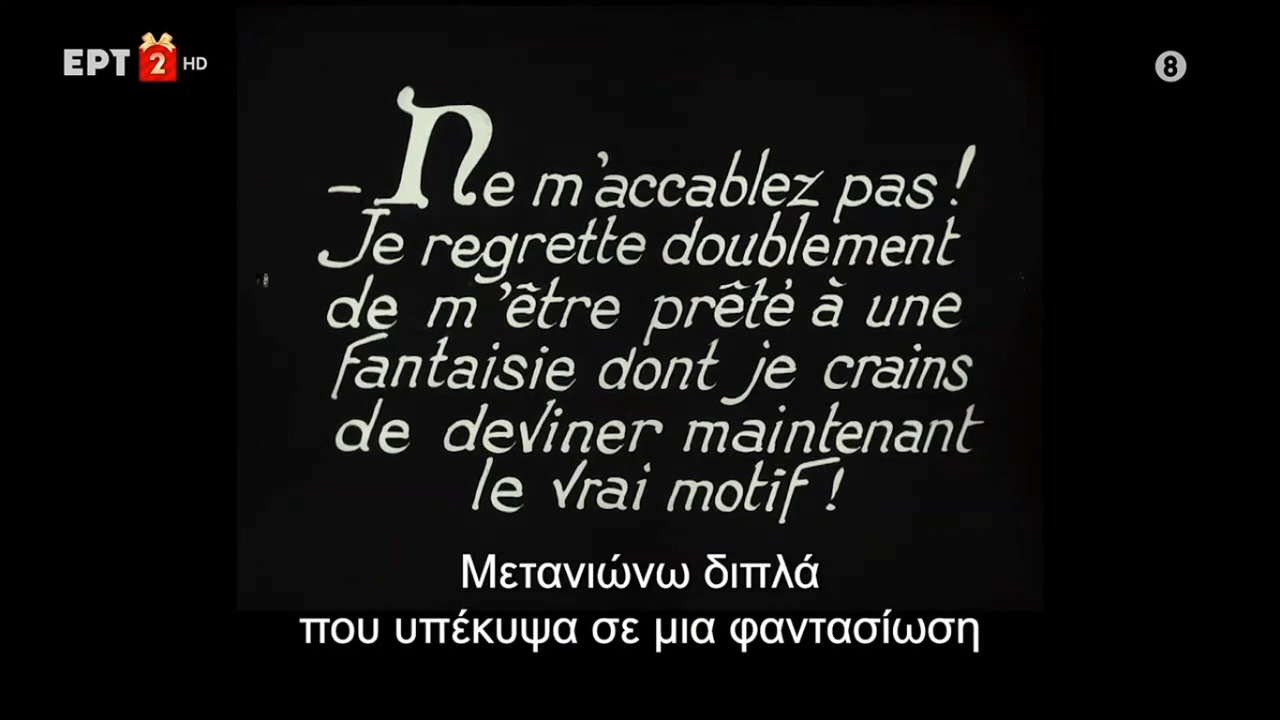 ΕΡΤ 2 HD
8
– Ne m'accablez pas !
Je regrette doublement
de m'être prêté à une
fantaisie dont je crains
de deviner maintenant
le vrai motif !
Μετανιώνω διπλά
που υπέκυψα σε μια φαντασίωση